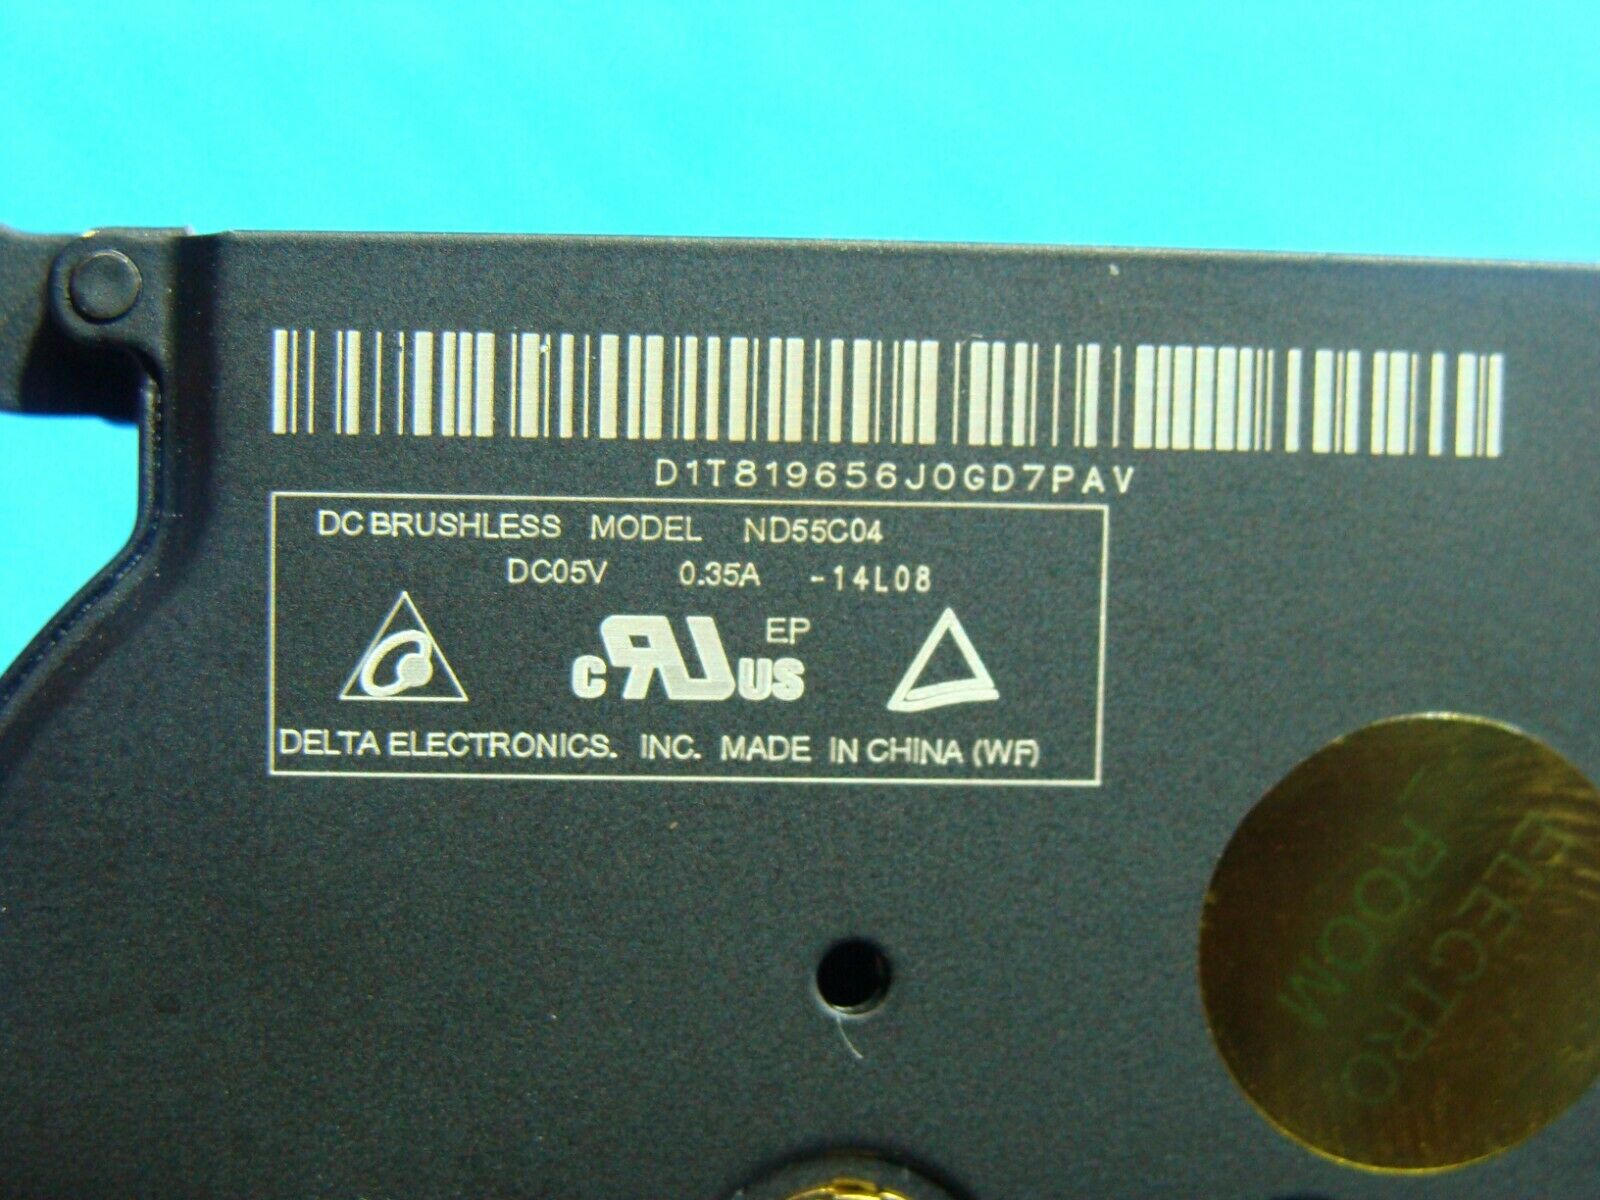 D1T819656J0GD7PAV
DC BRUSHLESS MODEL ND55C04
DC05V 0.35A -14L08
c RU US EP
DELTA ELECTRONICS. INC. MADE IN CHINA (WF)
ELECTRO
ROOM